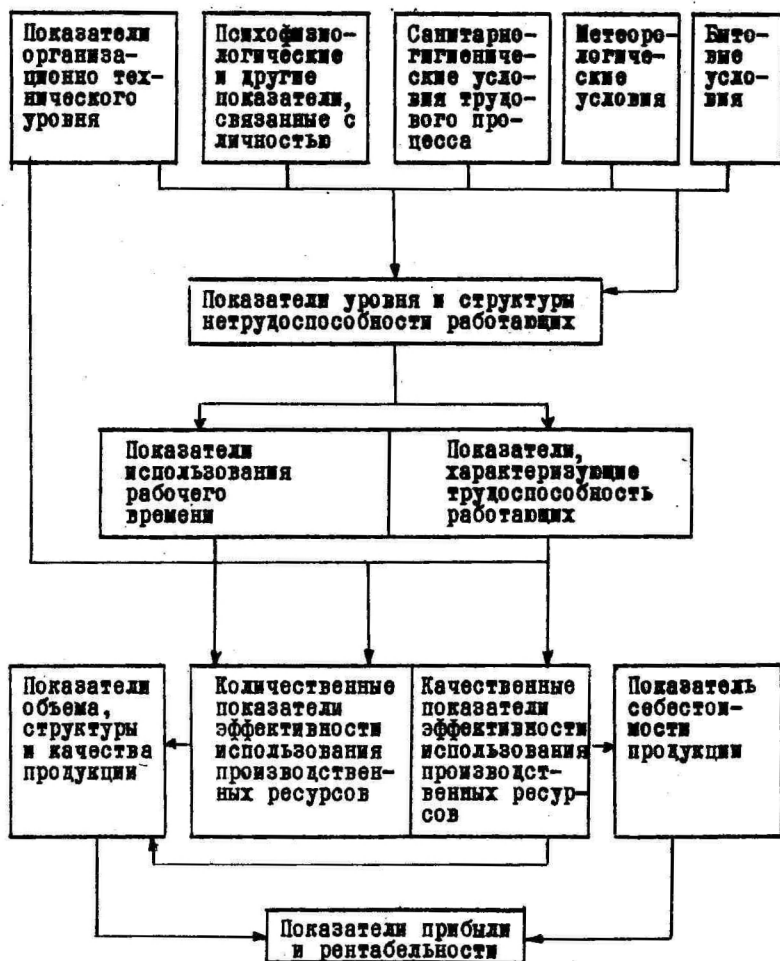 Показатели
организа-
ционно тех-
нического
уровня
Психофизио-
логические
и другие
показатели,
связанные с
личностью
Санитарно-
гигиеничес-
кие усло-
вия трудо-
вого про-
цесса
Метеоро-
логиче-
ские
условия
Быто-
вые
усло-
вия
Показатели уровня и структуры
нетрудоспособности работающих
Показатели
использования
рабочего
времени
Показатели,
характеризующие
трудоспособность
работающих
Показатели
объема,
структуры
и качества
продукции
Количественные
показатели
эффективности
использования
производствен-
ных ресурсов
Качественные
показатели
эффективности
использования
производст-
венных ресур-
сов
Показатель
себестои-
мости
продукции
Показатели прибыли
и рентабельности